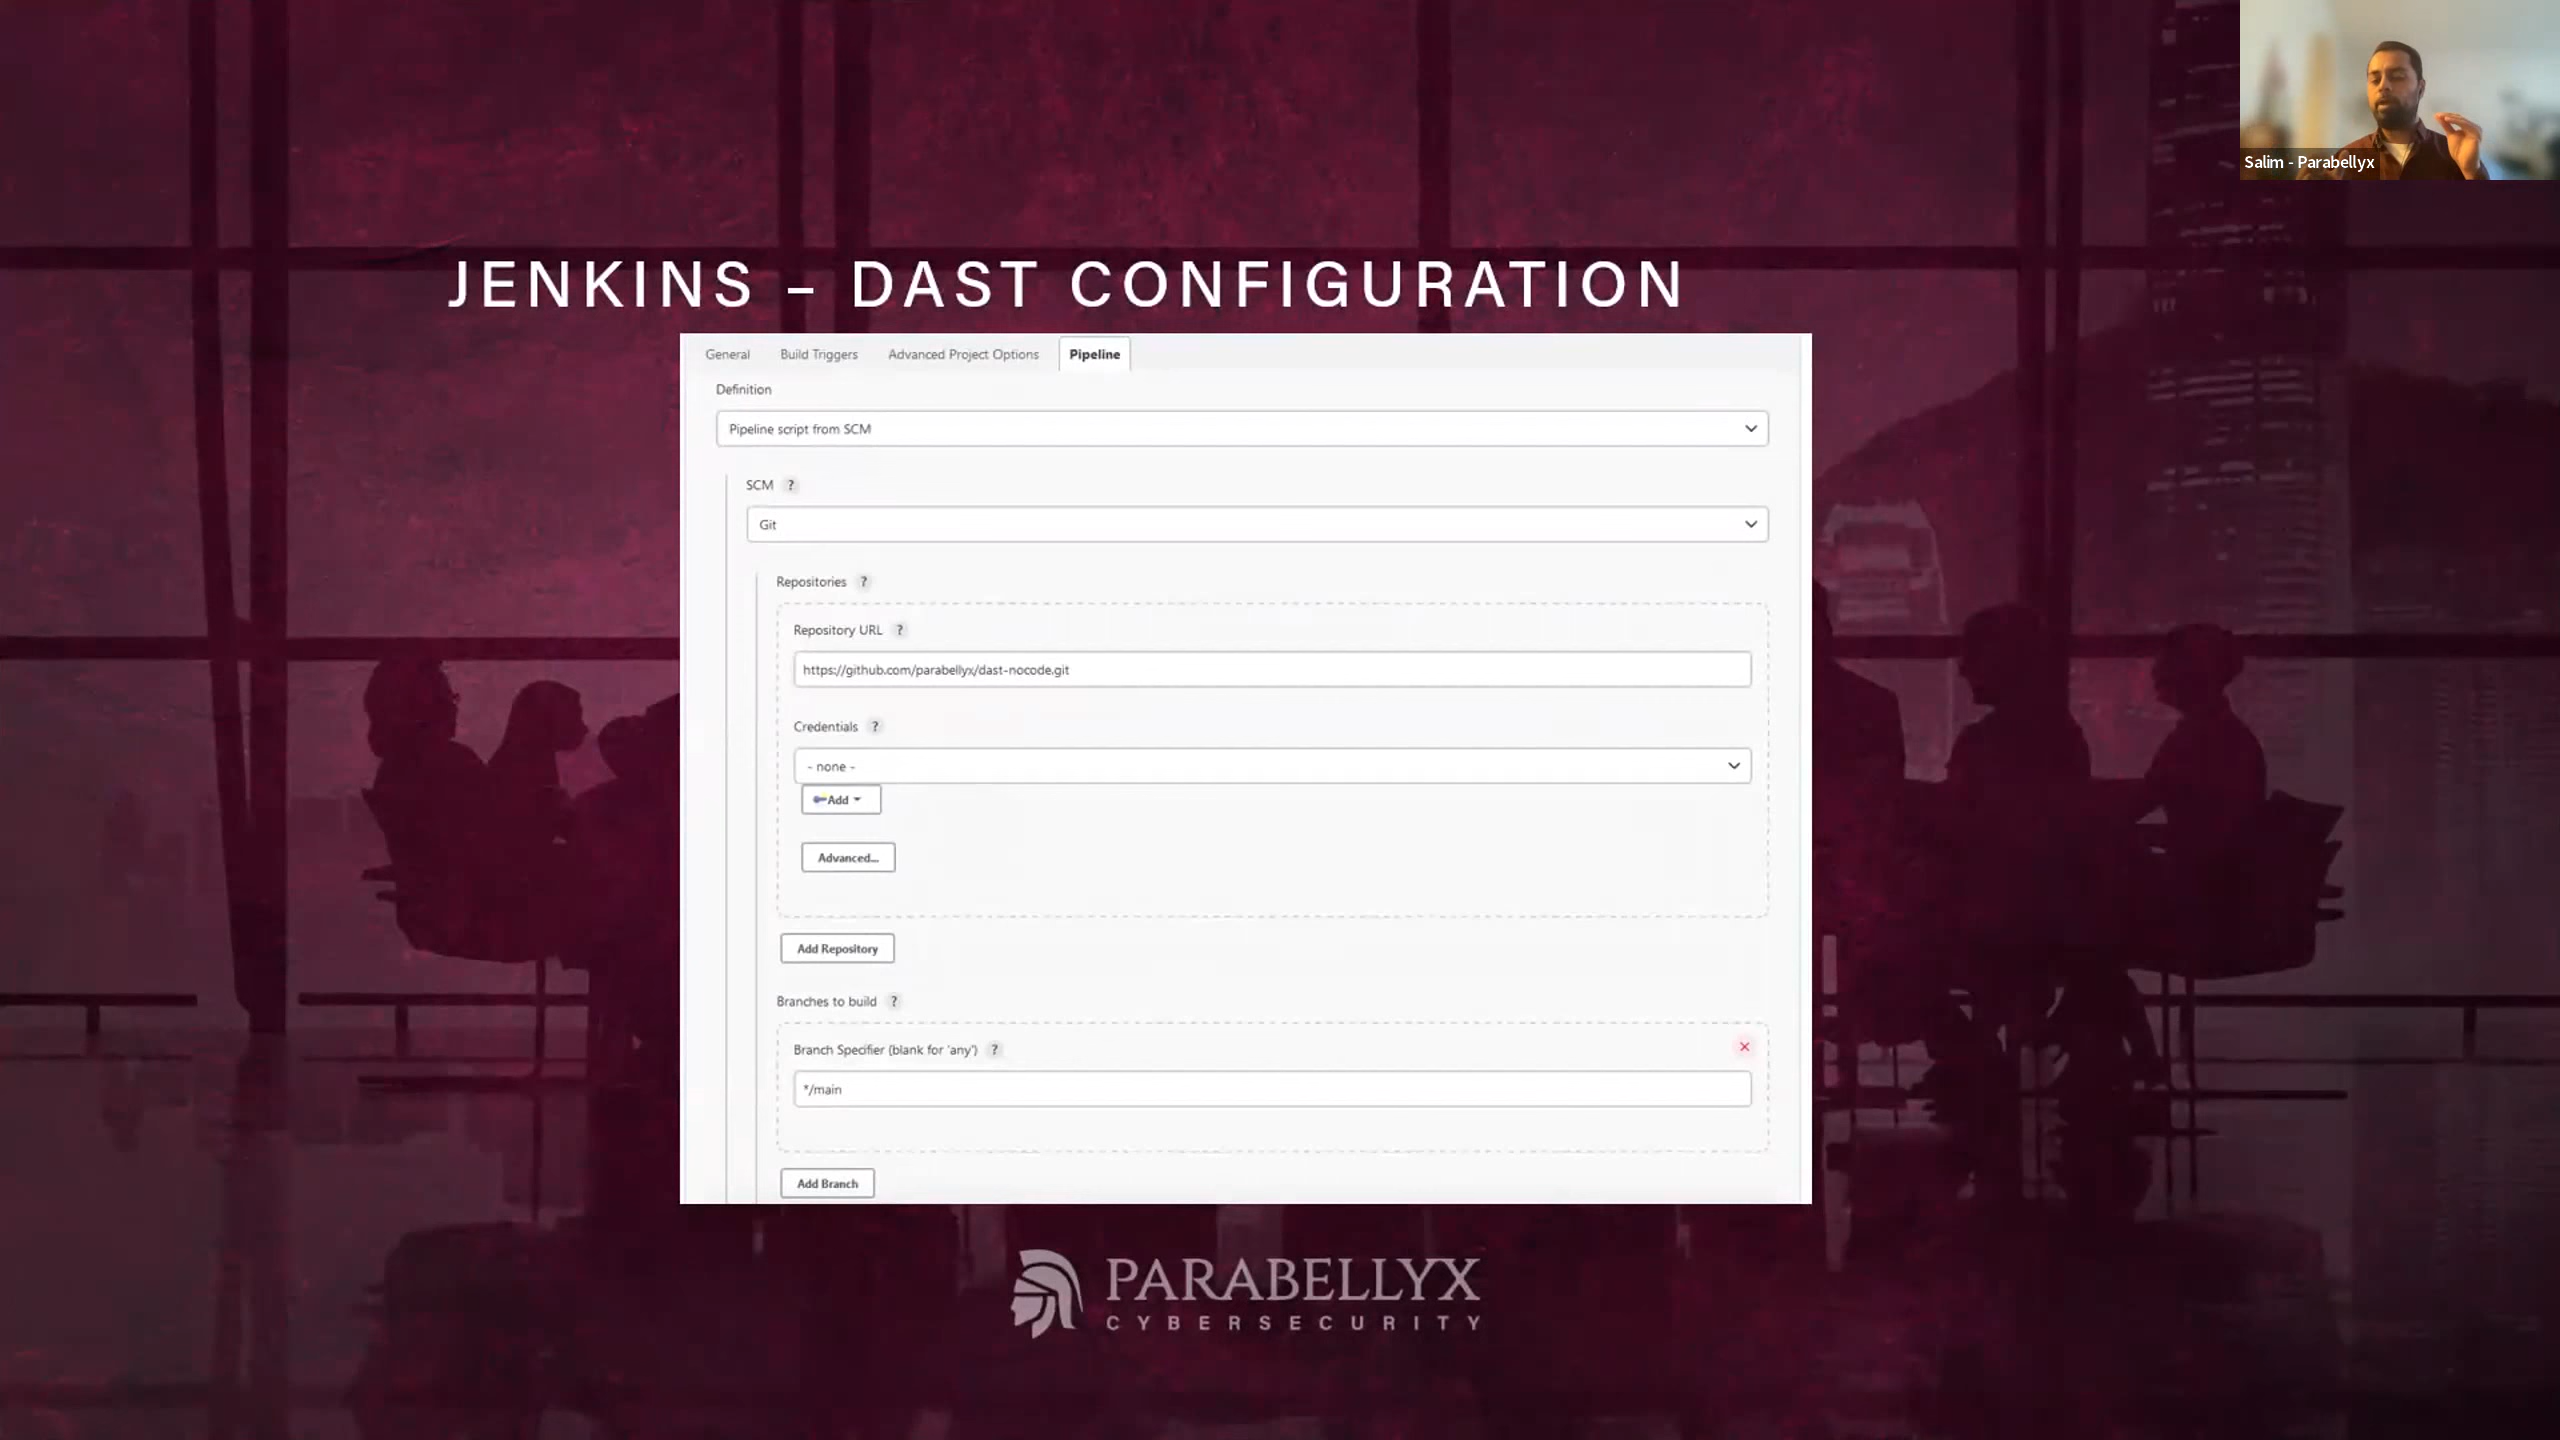 Salim - Parabellyx
JENKINS – DAST CONFIGURATION
General Build Triggers Advanced Project Options Pipeline
Definition
Pipeline script from SCM
SCM ?
Git
Repositories ?
Repository URL ?
https://github.com/parabellyx/dast-nocode.git
Credentials ?
- none -
Add
Advanced...
Add Repository
Branches to build ?
Branch Specifier (blank for 'any') ?
*/main
Add Branch
PARABELLYX
CYBERSECURITY